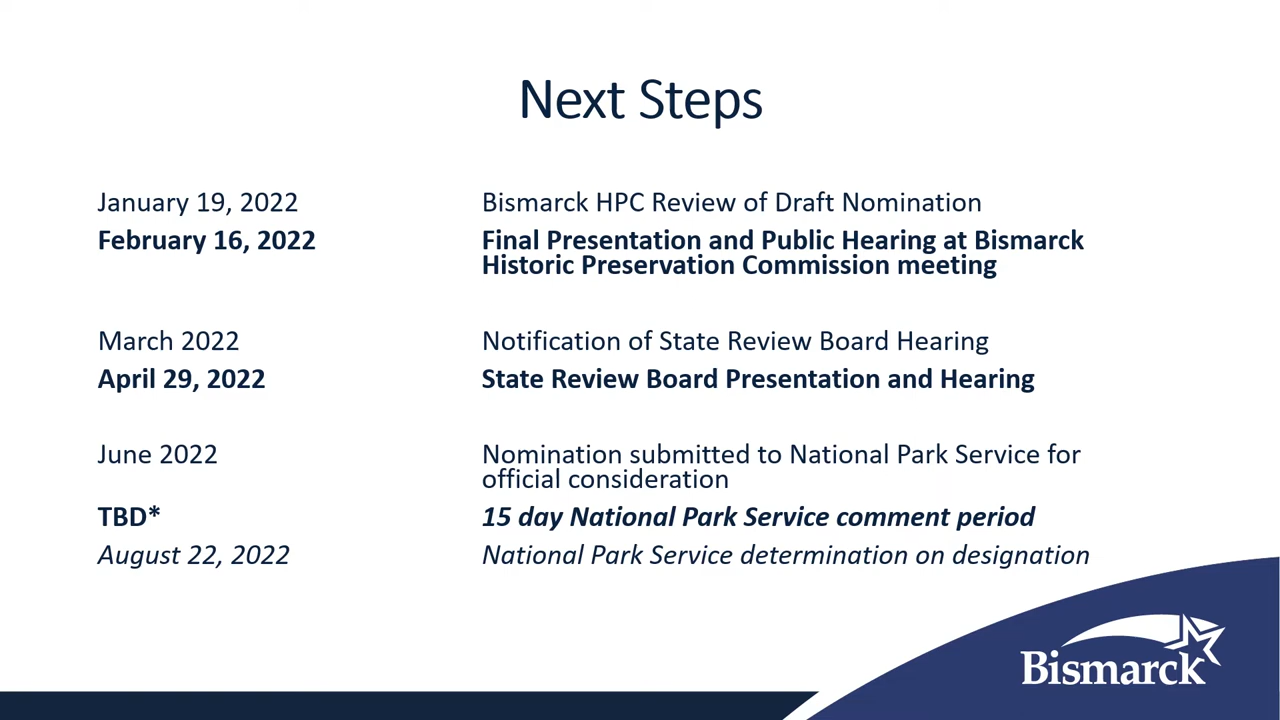 Next Steps
January 19, 2022 Bismarck HPC Review of Draft Nomination
February 16, 2022 Final Presentation and Public Hearing at Bismarck
Historic Preservation Commission meeting
March 2022 Notification of State Review Board Hearing
April 29, 2022 State Review Board Presentation and Hearing
June 2022 Nomination submitted to National Park Service for
official consideration
TBD* 15 day National Park Service comment period
August 22, 2022 National Park Service determination on designation
Bismarck